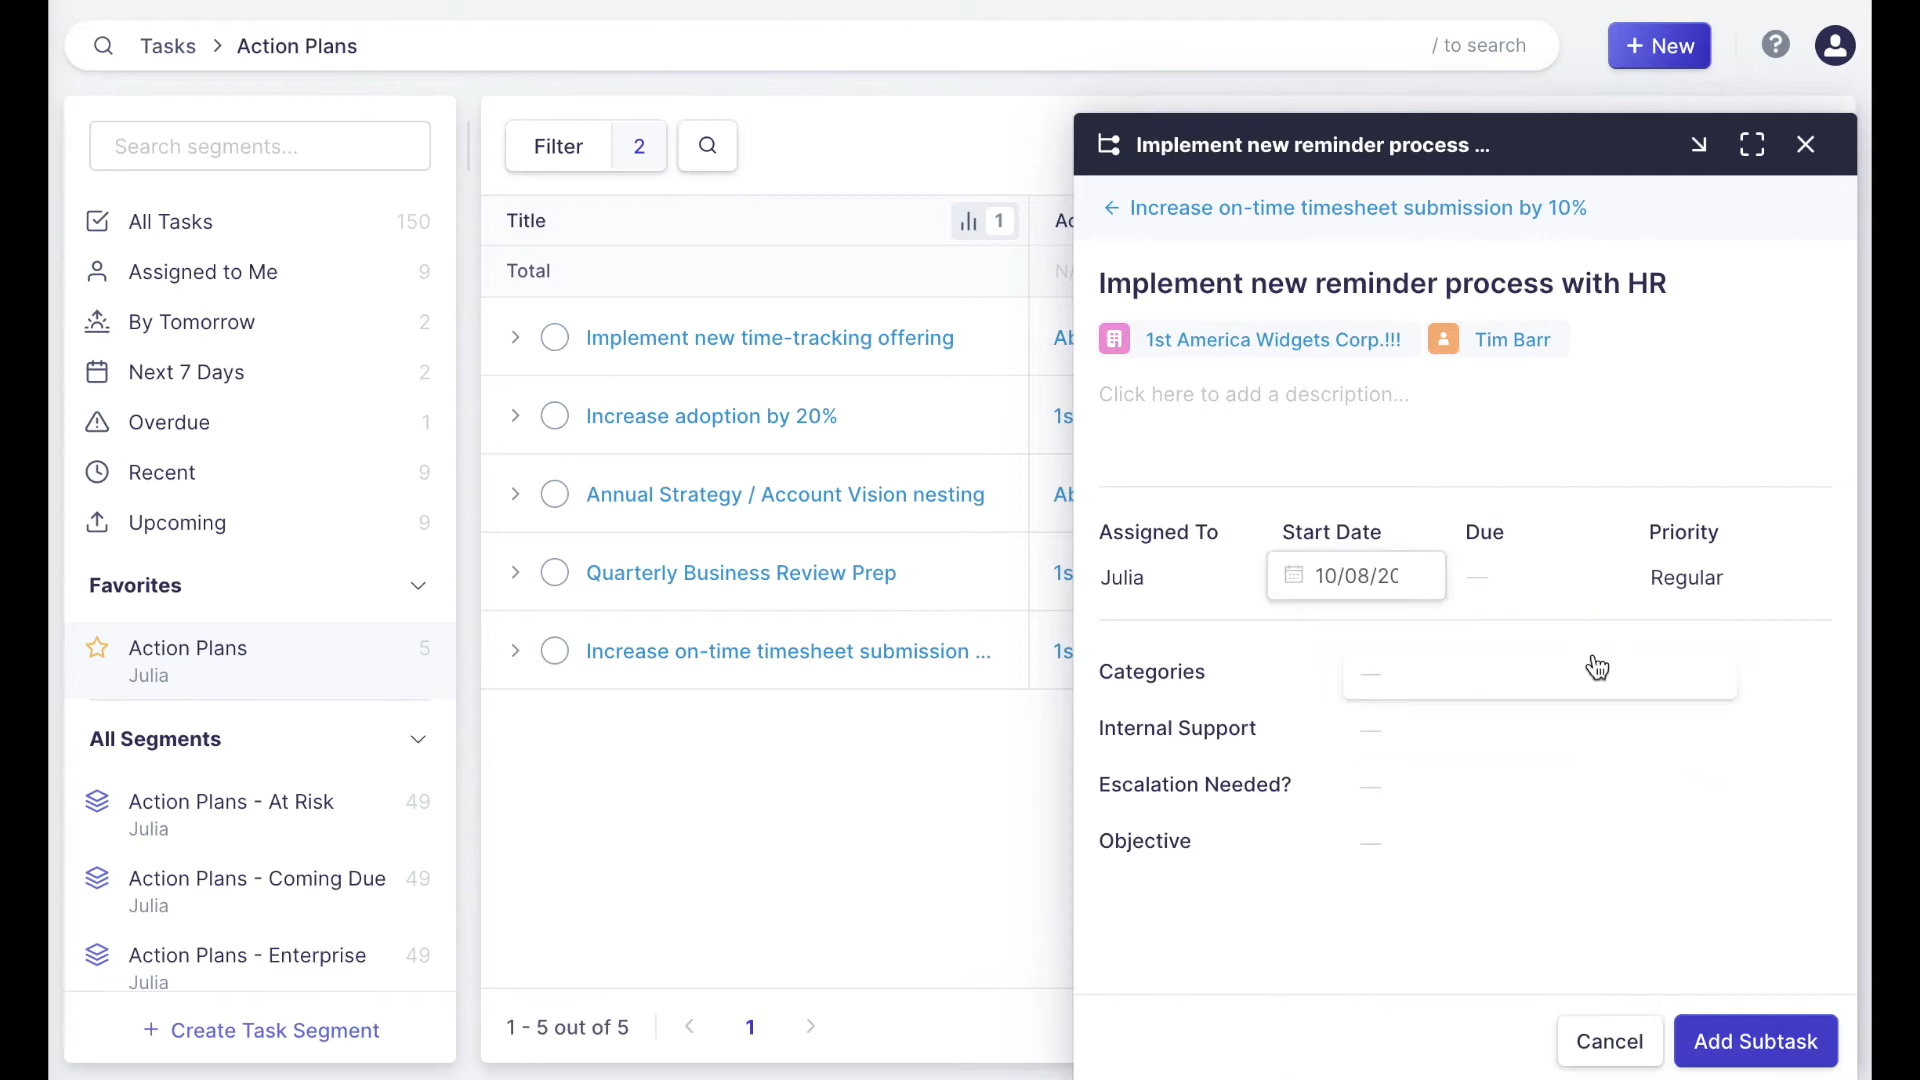 Tasks > Action Plans
/ to search
+ New
?
Search segments...
All Tasks 150
Assigned to Me 9
By Tomorrow 2
Next 7 Days 2
Overdue 1
Recent 9
Upcoming 9
Favorites
Action Plans 5
Julia
All Segments
Action Plans - At Risk 49
Julia
Action Plans - Coming Due 49
Julia
Action Plans - Enterprise 49
Julia
+ Create Task Segment
Filter 2
Title 1
Ac
Total
N/
Implement new time-tracking offering
Ab
Increase adoption by 20%
1s
Annual Strategy / Account Vision nesting
Ab
Quarterly Business Review Prep
1s
Increase on-time timesheet submission ...
1s
1 - 5 out of 5 < 1 >
Implement new reminder process ...
← Increase on-time timesheet submission by 10%
Implement new reminder process with HR
1st America Widgets Corp.!!! Tim Barr
Click here to add a description...
Assigned To Start Date Due Priority
Julia 10/08/20 — Regular
Categories —
Internal Support —
Escalation Needed? —
Objective —
Cancel Add Subtask